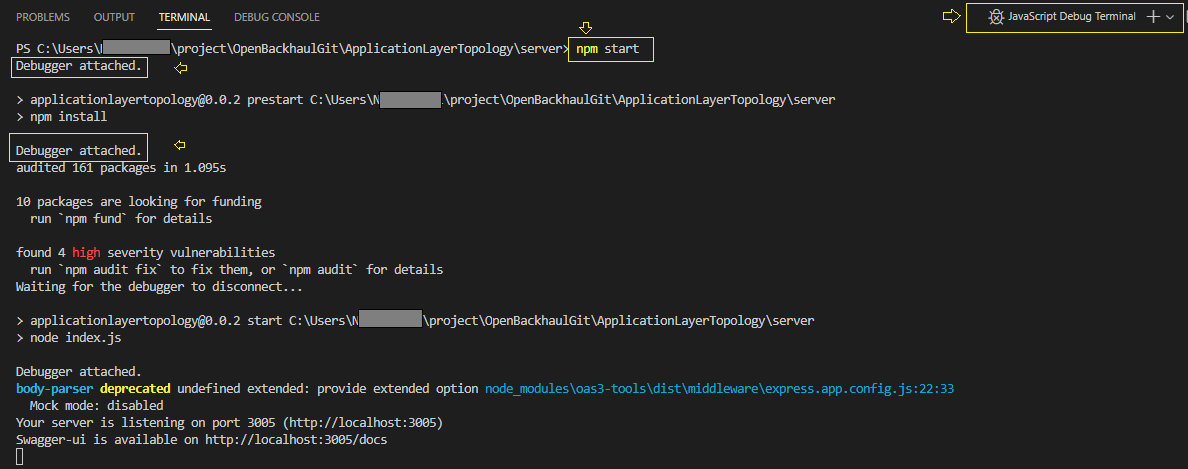 PROBLEMS OUTPUT TERMINAL DEBUG CONSOLE JavaScript Debug Terminal
PS C:\Users\ \project\OpenBackhaulGit\ApplicationLayerTopology\server> npm start
Debugger attached.
> applicationlayertopology@0.0.2 prestart C:\Users\N \project\OpenBackhaulGit\ApplicationLayerTopology\server
> npm install
Debugger attached.
audited 161 packages in 1.095s
10 packages are looking for funding
  run `npm fund` for details
found 4 high severity vulnerabilities
  run `npm audit fix` to fix them, or `npm audit` for details
Waiting for the debugger to disconnect...
> applicationlayertopology@0.0.2 start C:\Users\N \project\OpenBackhaulGit\ApplicationLayerTopology\server
> node index.js
Debugger attached.
body-parser deprecated undefined extended: provide extended option node_modules\oas3-tools\dist\middleware\express.app.config.js:22:33
  Mock mode: disabled
Your server is listening on port 3005 (http://localhost:3005)
Swagger-ui is available on http://localhost:3005/docs